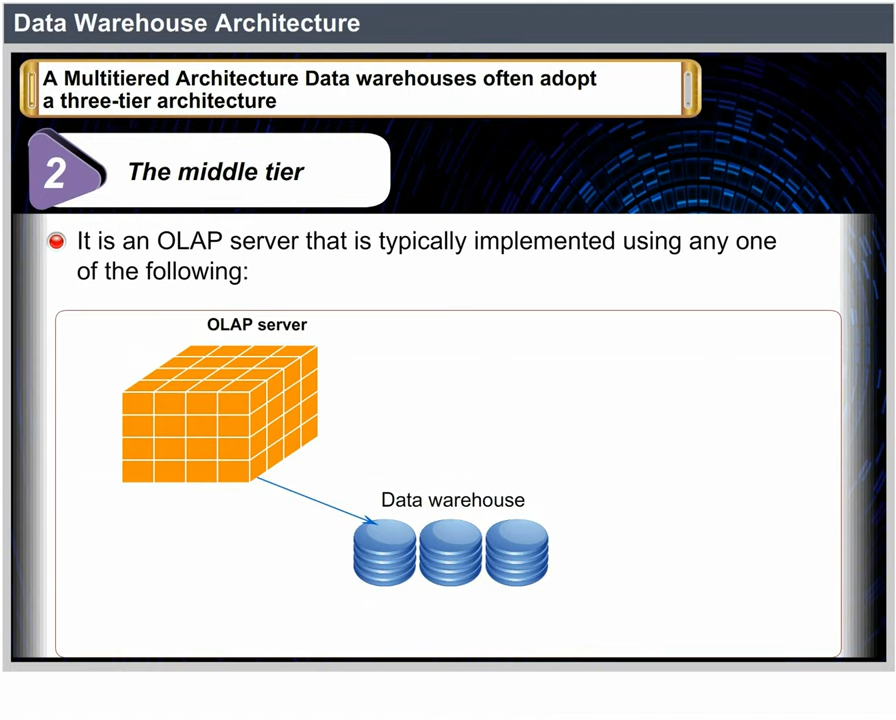 Data Warehouse Architecture
A Multitiered Architecture Data warehouses often adopt
a three-tier architecture
2
The middle tier
It is an OLAP server that is typically implemented using any one
of the following:
OLAP server
Data warehouse